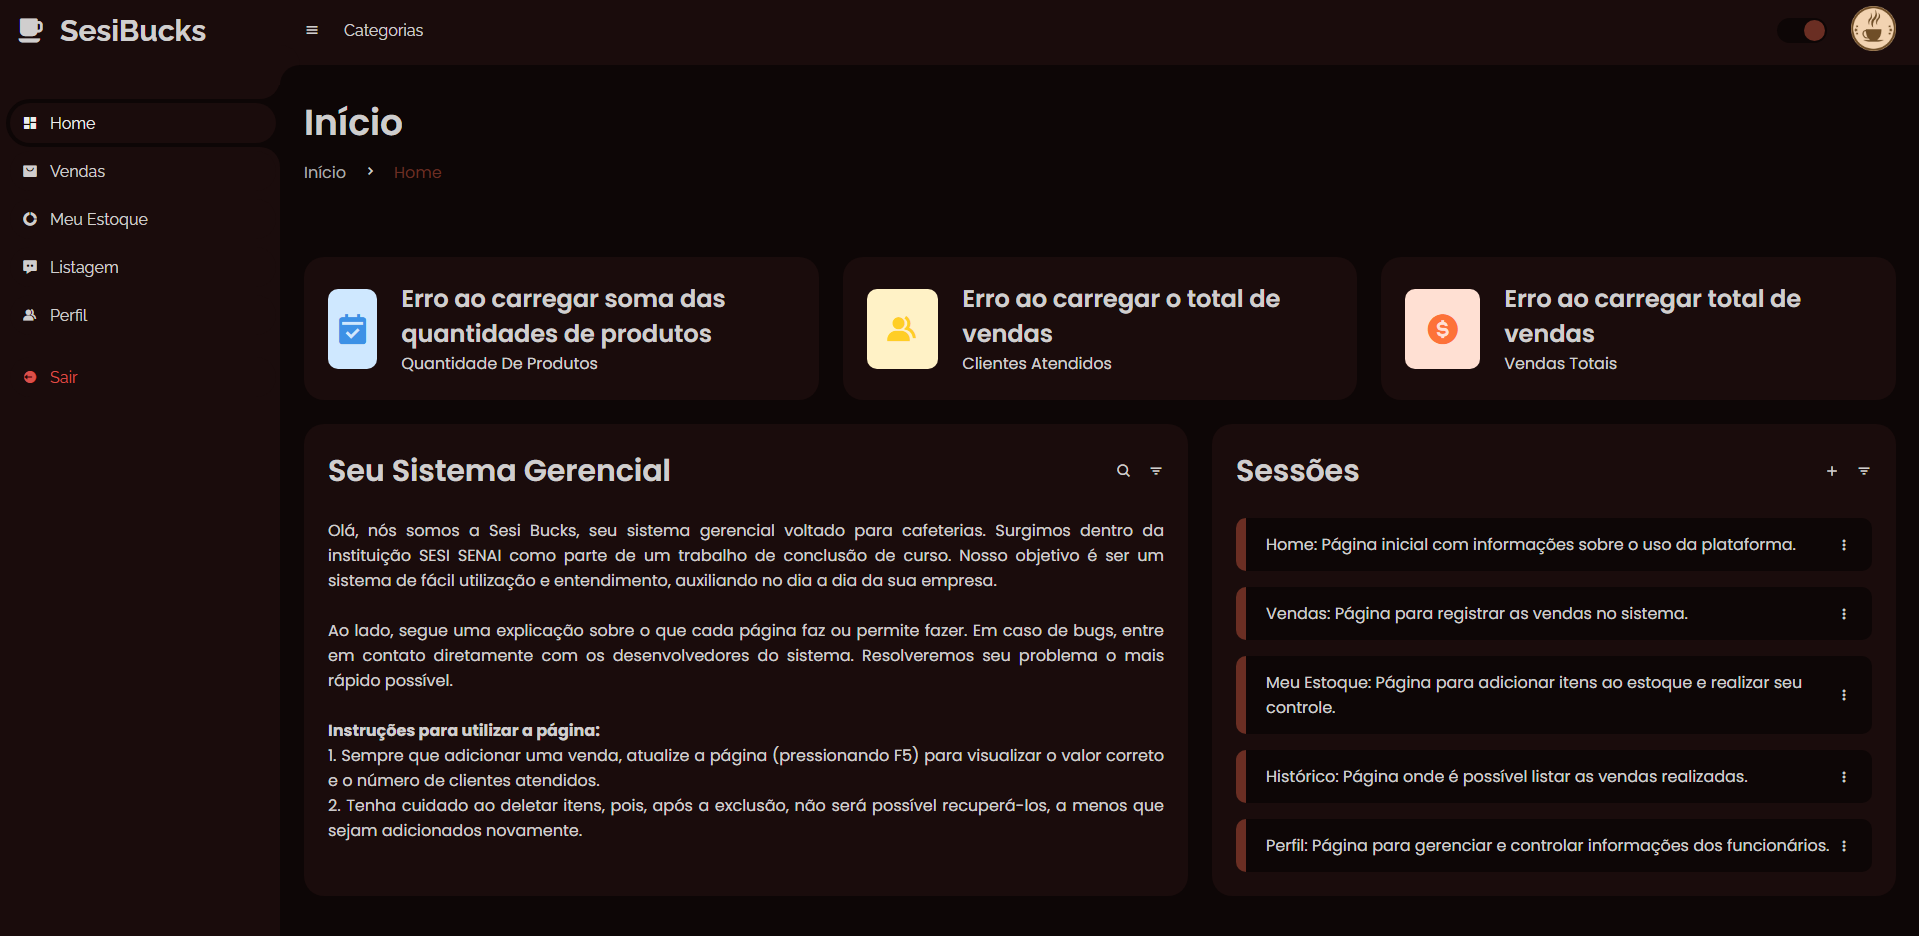 SesiBucks
Categorias
Home
Vendas
Meu Estoque
Listagem
Perfil
Sair
Início
Início
Home
Erro ao carregar soma das
quantidades de produtos
Quantidade De Produtos
Erro ao carregar o total de
vendas
Clientes Atendidos
Erro ao carregar total de
vendas
Vendas Totais
Seu Sistema Gerencial
Olá, nós somos a Sesi Bucks, seu sistema gerencial voltado para cafeterias. Surgimos dentro da
instituição SESI SENAI como parte de um trabalho de conclusão de curso. Nosso objetivo é ser um
sistema de fácil utilização e entendimento, auxiliando no dia a dia da sua empresa.
Ao lado, segue uma explicação sobre o que cada página faz ou permite fazer. Em caso de bugs, entre
em contato diretamente com os desenvolvedores do sistema. Resolveremos seu problema o mais
rápido possível.
Instruções para utilizar a página:
1. Sempre que adicionar uma venda, atualize a página (pressionando F5) para visualizar o valor correto
e o número de clientes atendidos.
2. Tenha cuidado ao deletar itens, pois, após a exclusão, não será possível recuperá-los, a menos que
sejam adicionados novamente.
Sessões
Home: Página inicial com informações sobre o uso da plataforma.
Vendas: Página para registrar as vendas no sistema.
Meu Estoque: Página para adicionar itens ao estoque e realizar seu
controle.
Histórico: Página onde é possível listar as vendas realizadas.
Perfil: Página para gerenciar e controlar informações dos funcionários.